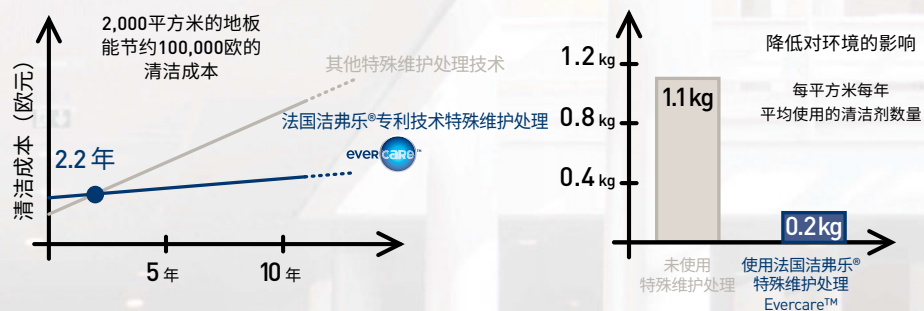 2,000平方米的地板
能节约100,000欧的
清洁成本
清洁成本（欧元）
其他特殊维护处理技术
法国洁弗乐®专利技术特殊维护处理
evercare™
2.2 年
5 年
10 年
降低对环境的影响
每平方米每年
平均使用的清洁剂数量
1.2 kg
0.8 kg
0.4 kg
1.1 kg
0.2 kg
未使用
特殊维护处理
使用法国洁弗乐®
特殊维护处理
Evercare™